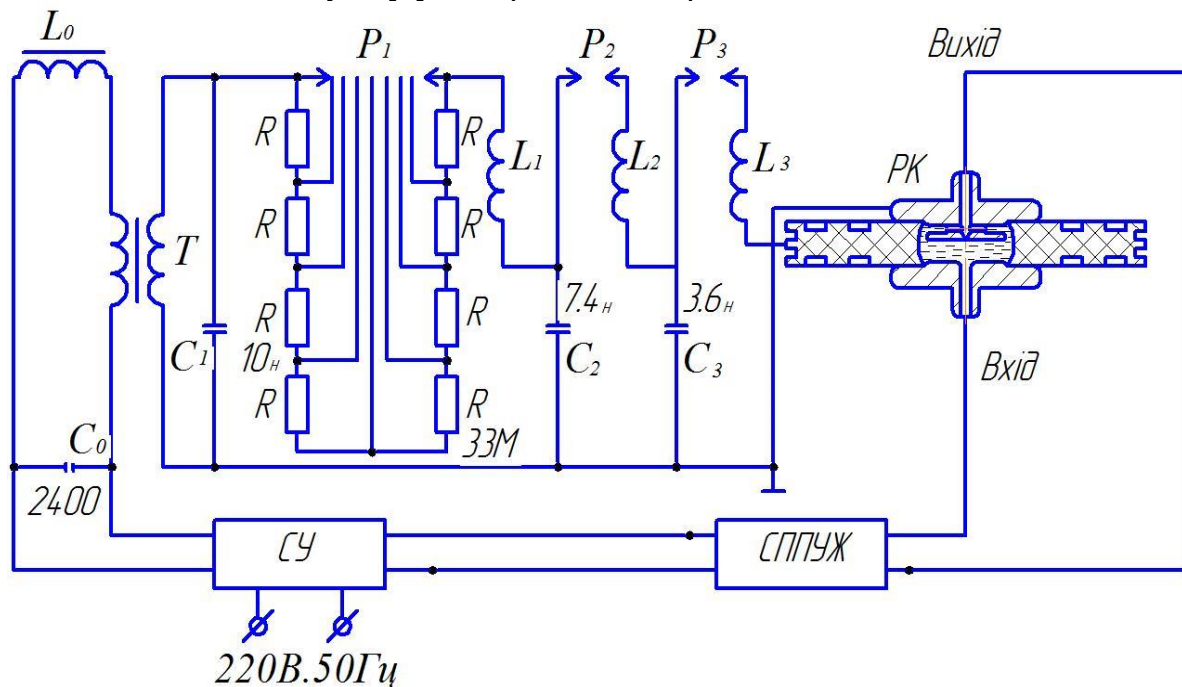 L₀
P₁
P₂
P₃
Вихід
R
R
L₁
L₂
L₃
PK
R
R
T
C₁
R
10н
R
7.4н
C₂
3.6н
C₃
Вхід
R
R
33M
C₀
2400
СУ
СППУЖ
220В.50Гц